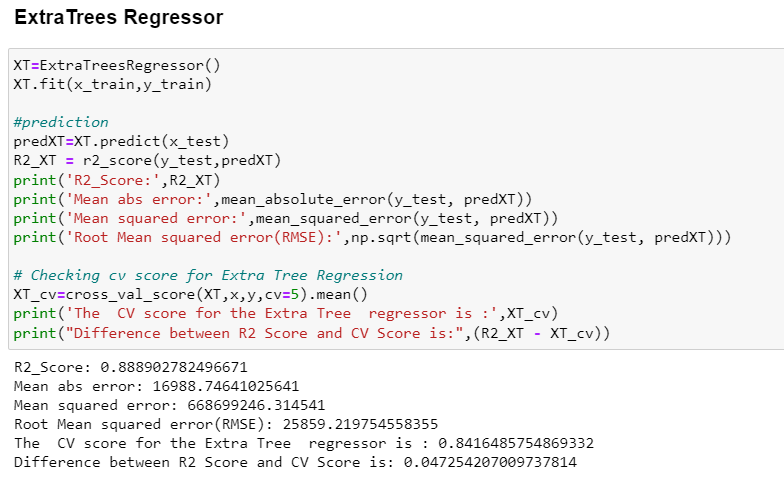 ExtraTrees Regressor
XT=ExtraTreesRegressor()
XT.fit(x_train,y_train)
#prediction
predXT=XT.predict(x_test)
R2_XT = r2_score(y_test,predXT)
print('R2_Score:',R2_XT)
print('Mean abs error:',mean_absolute_error(y_test, predXT))
print('Mean squared error:',mean_squared_error(y_test, predXT))
print('Root Mean squared error(RMSE):',np.sqrt(mean_squared_error(y_test, predXT)))
# Checking cv score for Extra Tree Regression
XT_cv=cross_val_score(XT,x,y,cv=5).mean()
print('The  CV score for the Extra Tree  regressor is :',XT_cv)
print("Difference between R2 Score and CV Score is:",(R2_XT - XT_cv))
R2_Score: 0.888902782496671
Mean abs error: 16988.74641025641
Mean squared error: 668699246.314541
Root Mean squared error(RMSE): 25859.219754558355
The  CV score for the Extra Tree  regressor is : 0.8416485754869332
Difference between R2 Score and CV Score is: 0.047254207009737814